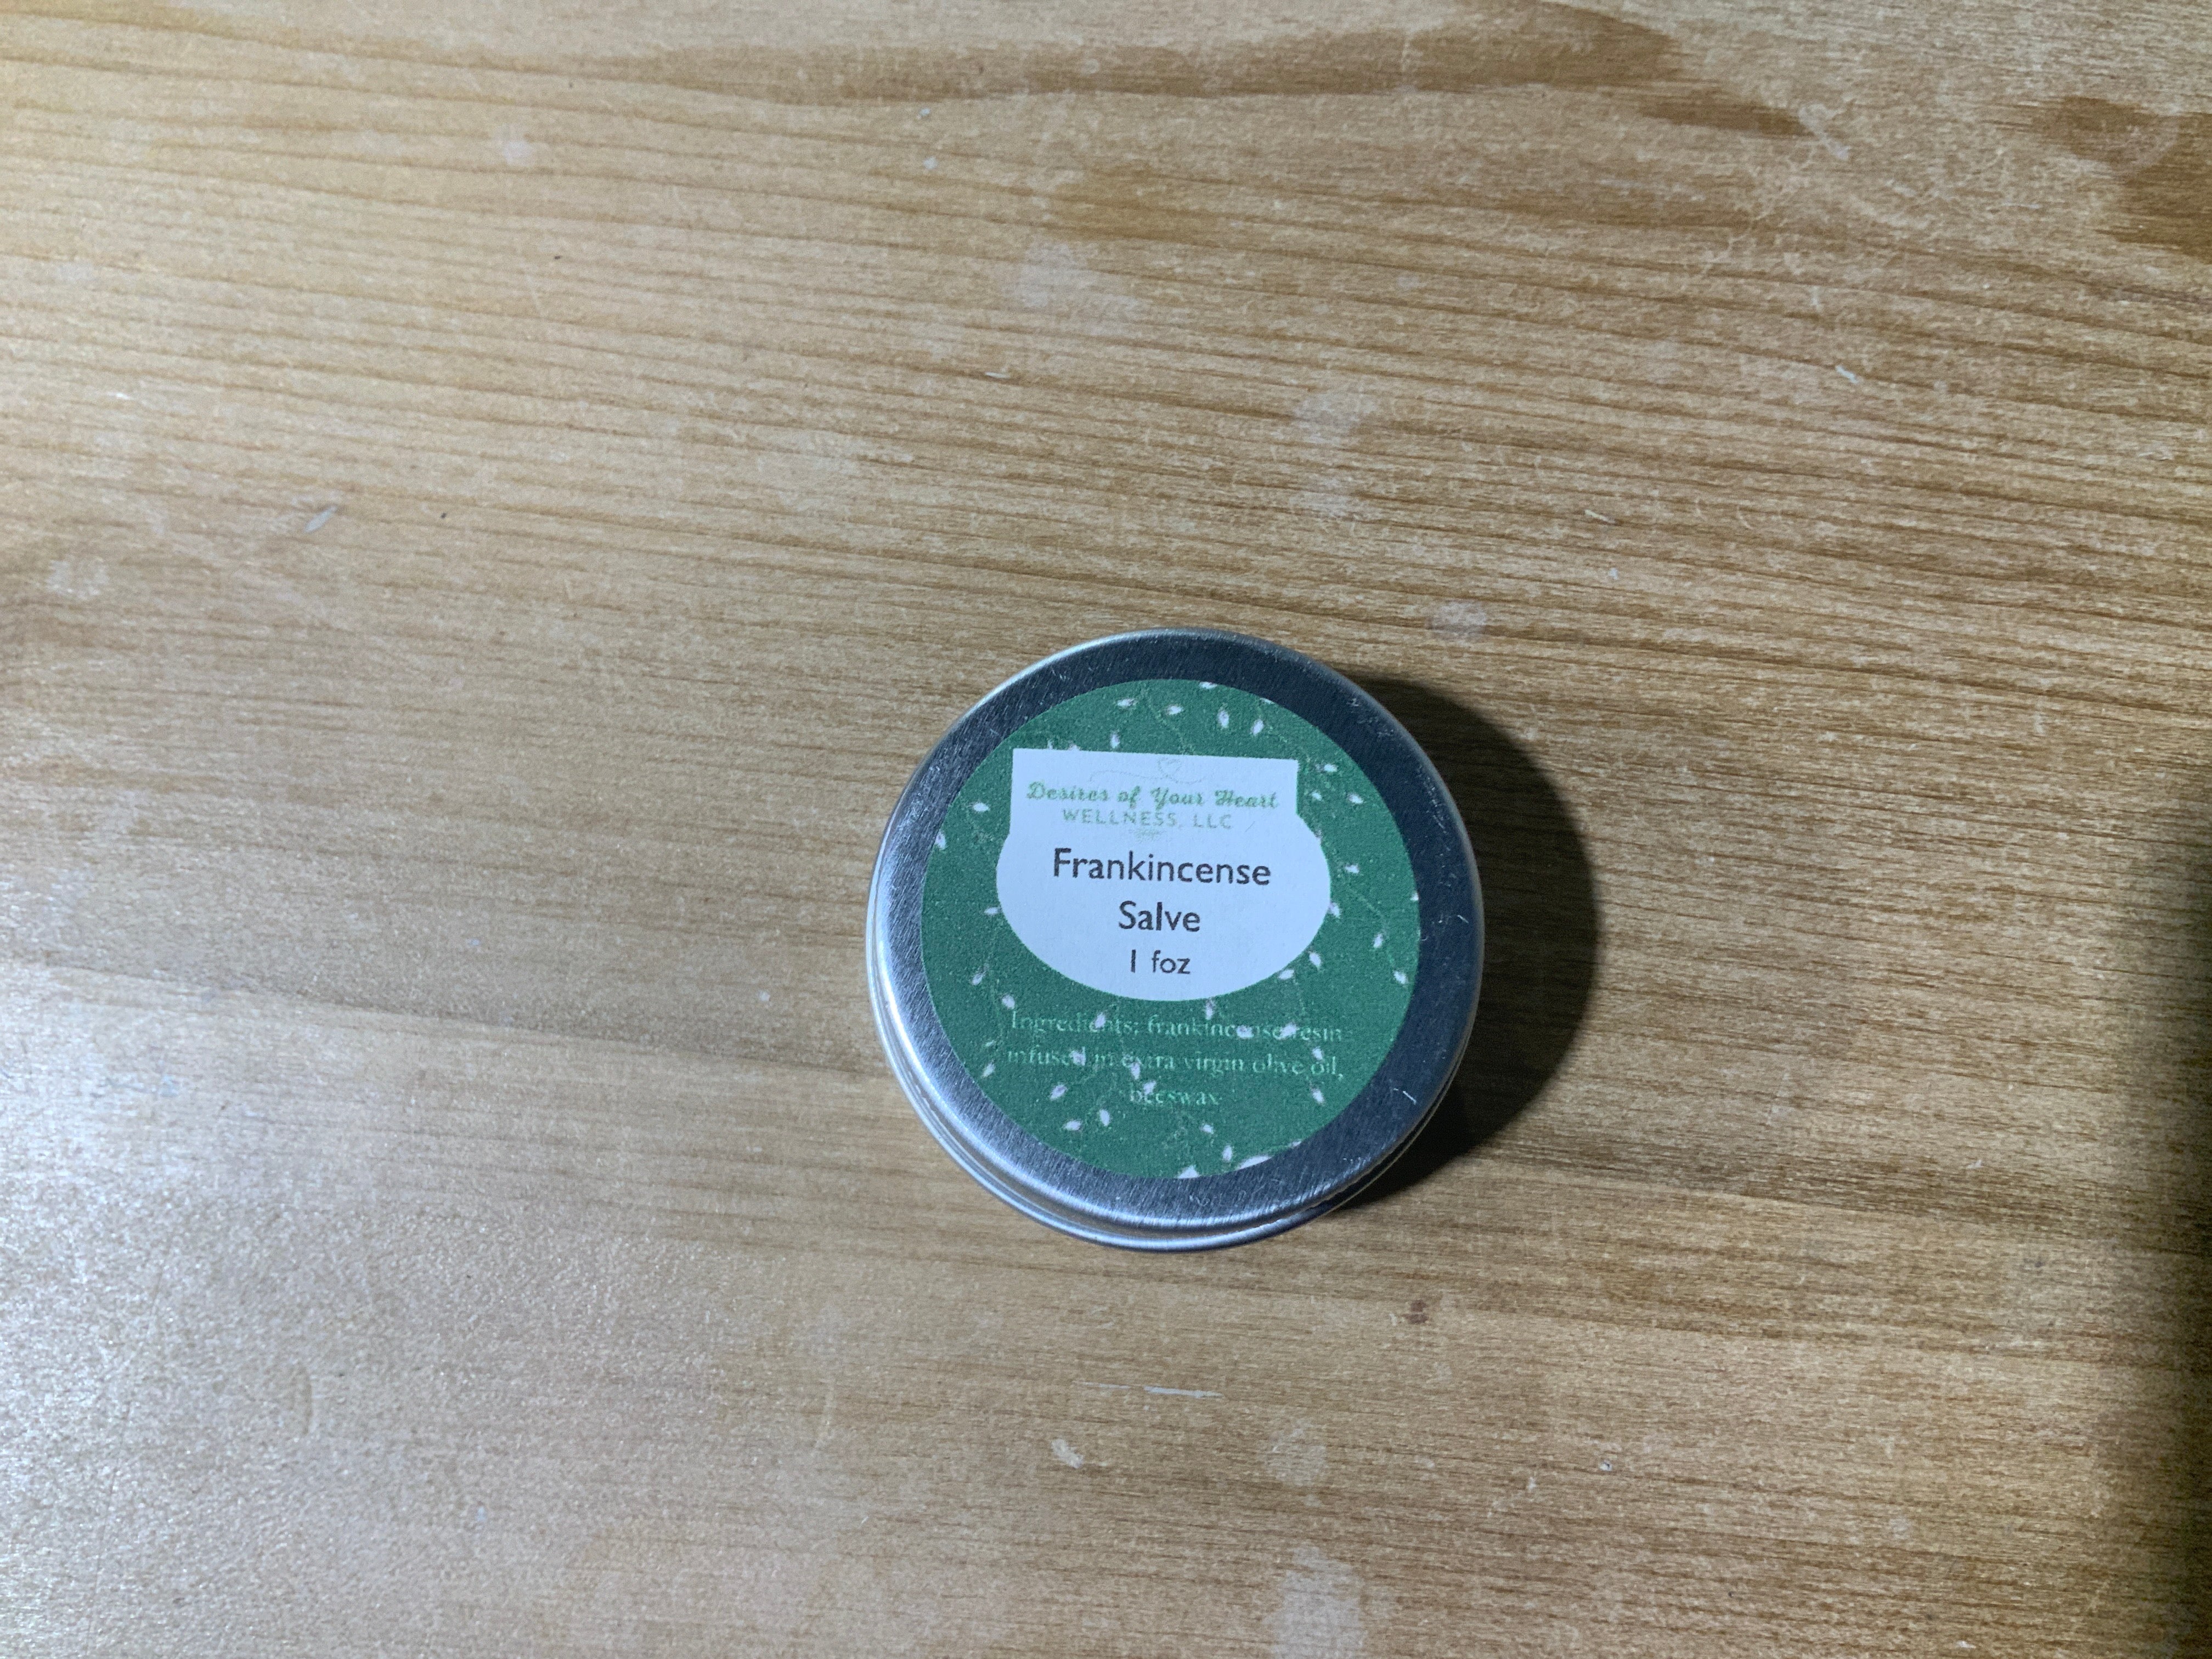 Desires of Your Heart
WELLNESS, LLC
Frankincense
Salve
1 foz
Ingredients: frankincense resin
infused in extra virgin olive oil,
beeswax